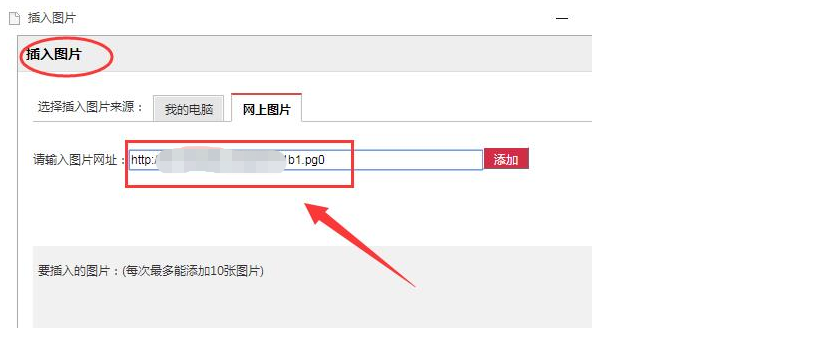 插入图片
插入图片
选择插入图片来源： 我的电脑 网上图片
请输入图片网址： http: 1b1.pg0 添加
要插入的图片：(每次最多能添加10张图片)